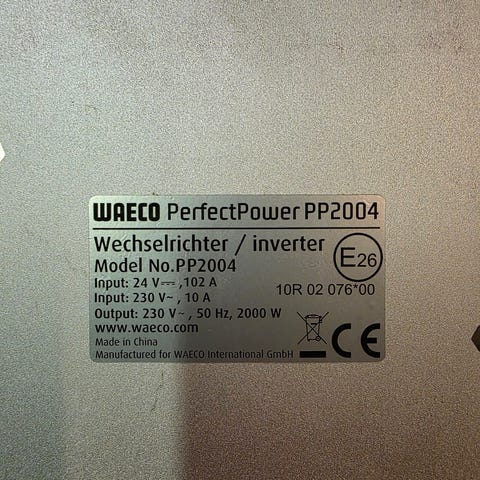 WAECO PerfectPower PP2004
Wechselrichter / inverter
Model No.PP2004
E26
Input: 24 V⎓ ,102 A
Input: 230 V~ , 10 A
10R 02 076*00
Output: 230 V~ , 50 Hz, 2000 W
www.waeco.com
Made in China
Manufactured for WAECO International GmbH
CE